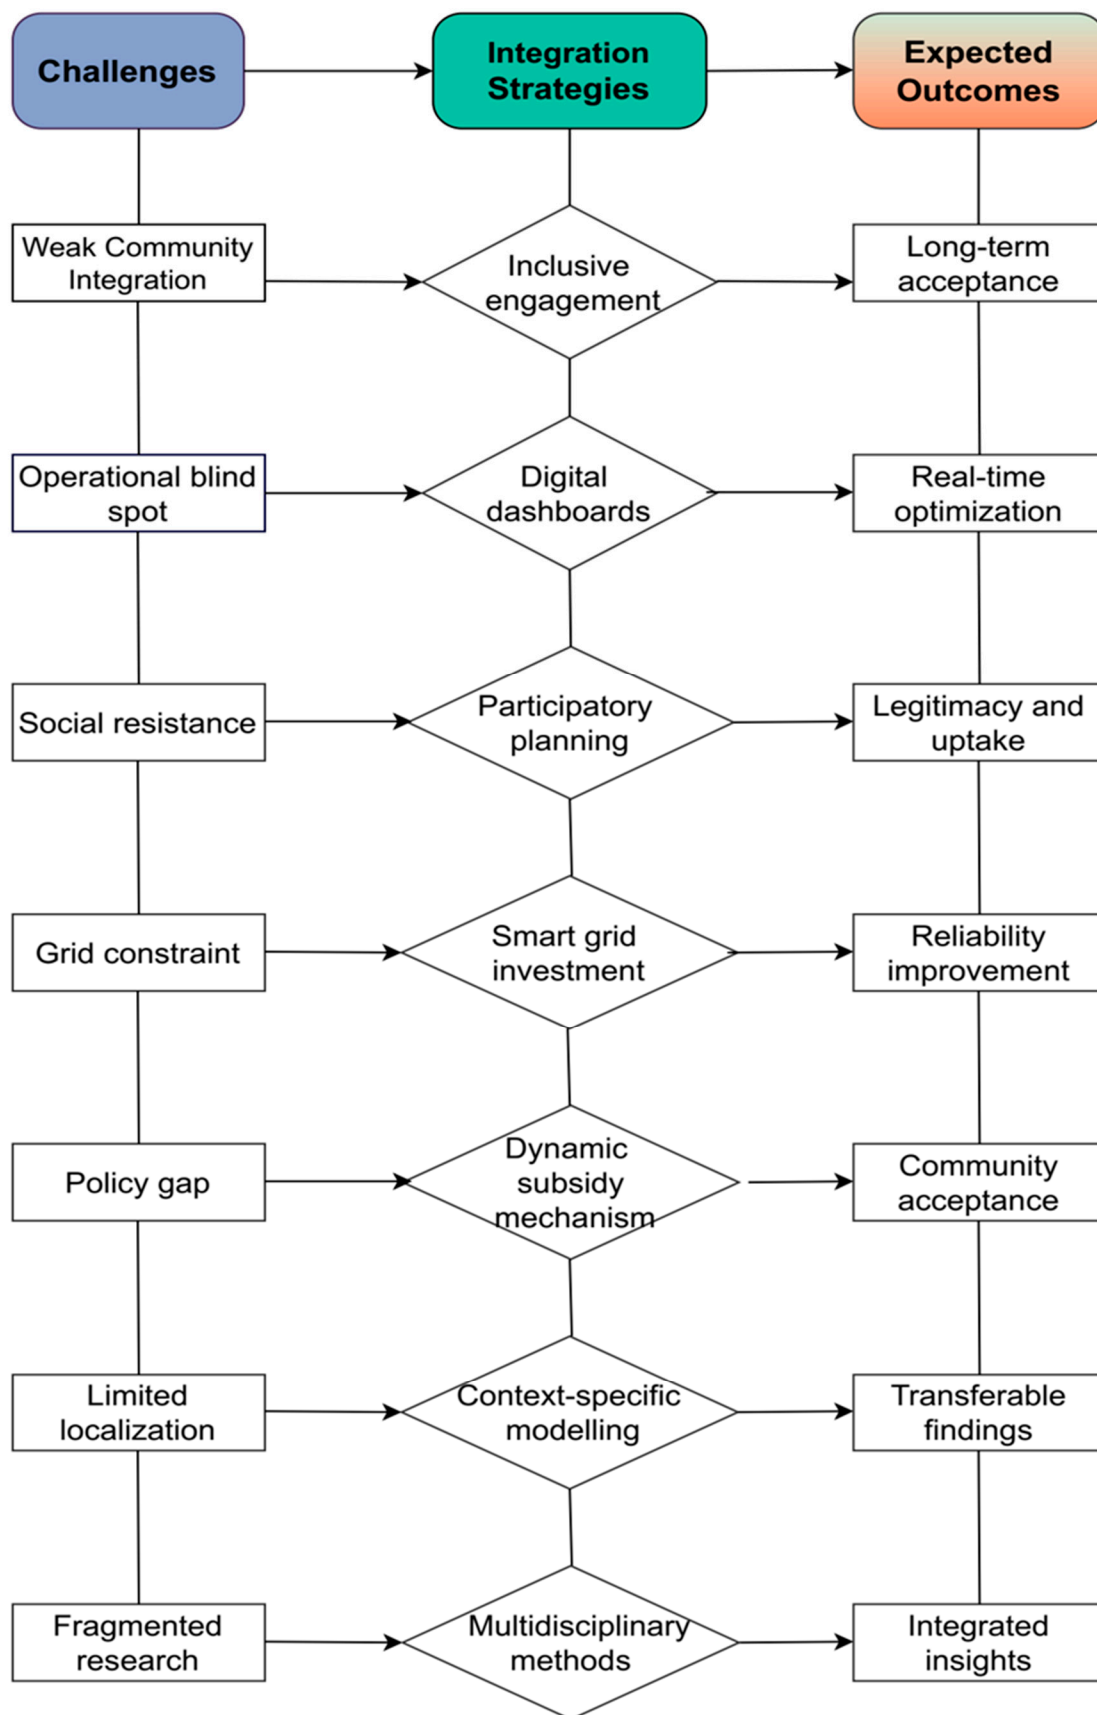 Challenges
Integration
Strategies
Expected
Outcomes
Weak Community
Integration
Inclusive
engagement
Long-term
acceptance
Operational blind
spot
Digital
dashboards
Real-time
optimization
Social resistance
Participatory
planning
Legitimacy and
uptake
Grid constraint
Smart grid
investment
Reliability
improvement
Policy gap
Dynamic
subsidy
mechanism
Community
acceptance
Limited
localization
Context-specific
modelling
Transferable
findings
Fragmented
research
Multidisciplinary
methods
Integrated
insights